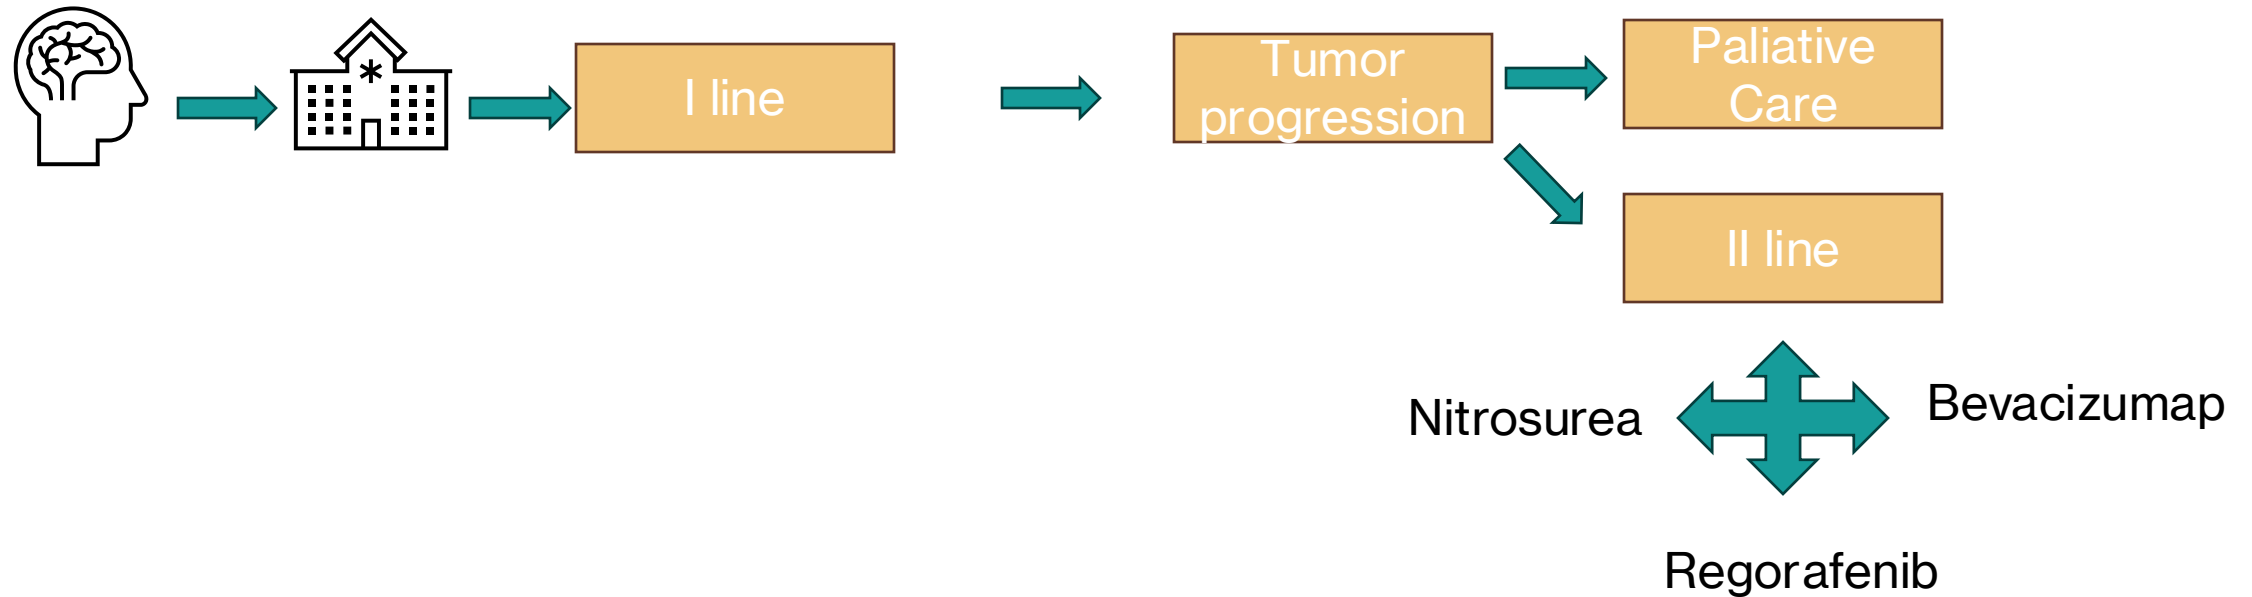 I line
Tumor
progression
Paliative
Care
II line
Nitrosurea
Bevacizumap
Regorafenib